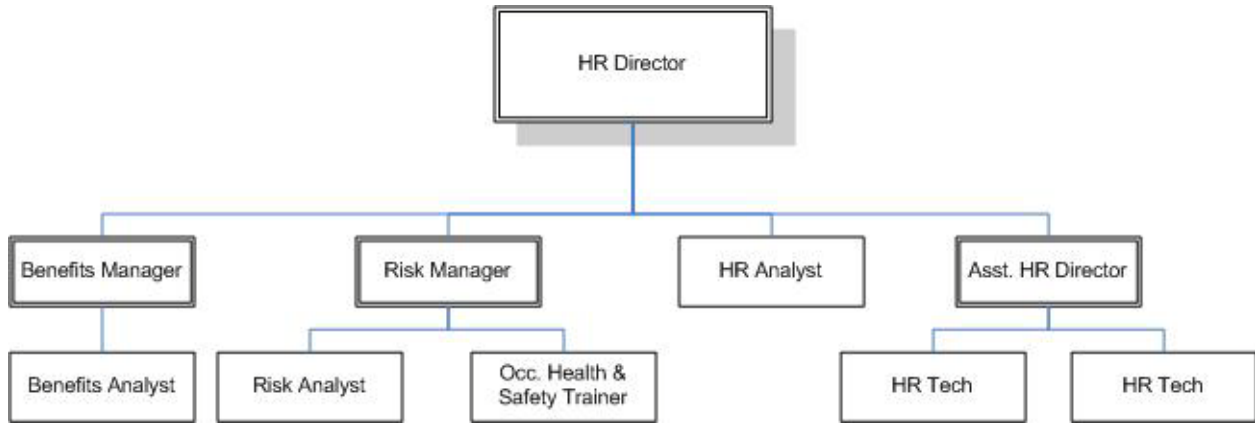 HR Director
Benefits Manager
Risk Manager
HR Analyst
Asst. HR Director
Benefits Analyst
Risk Analyst
Occ. Health &
Safety Trainer
HR Tech
HR Tech